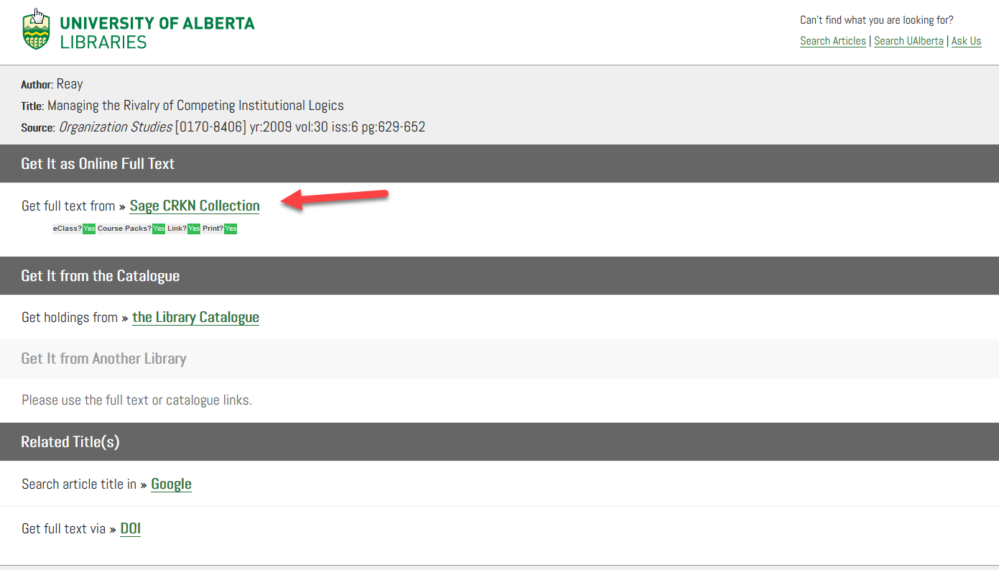 UNIVERSITY OF ALBERTA
LIBRARIES
Can't find what you are looking for?
Search Articles | Search UAlberta | Ask Us
Author: Reay
Title: Managing the Rivalry of Competing Institutional Logics
Source: Organization Studies [0170-8406] yr:2009 vol:30 iss:6 pg:629-652
Get It as Online Full Text
Get full text from » Sage CRKN Collection
eClass? Yes Course Packs? Yes Link? Yes Print? Yes
Get It from the Catalogue
Get holdings from » the Library Catalogue
Get It from Another Library
Please use the full text or catalogue links.
Related Title(s)
Search article title in » Google
Get full text via » DOI